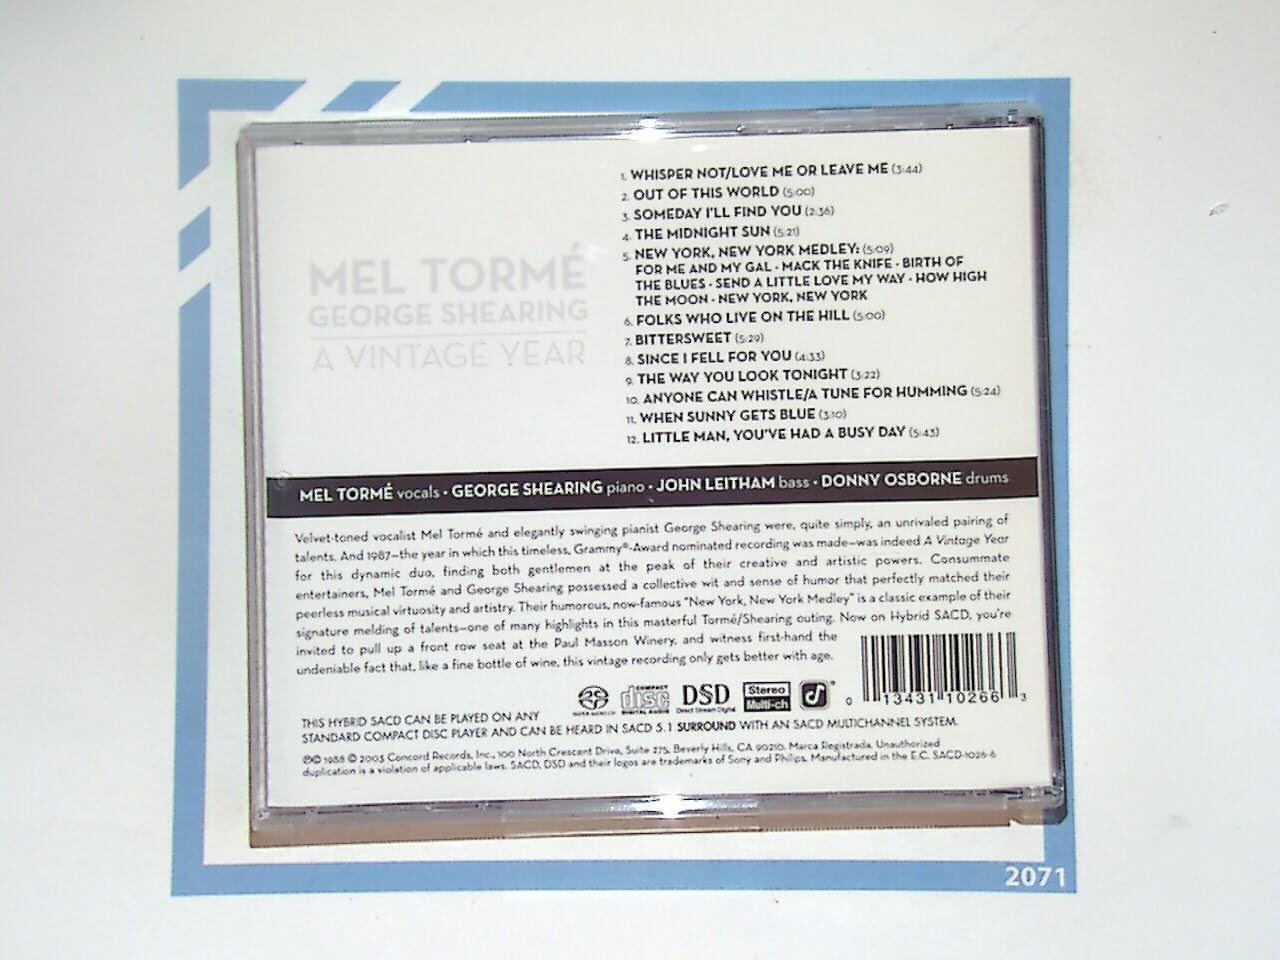 MEL TORMÉ
GEORGE SHEARING
A VINTAGE YEAR
1. WHISPER NOT/LOVE ME OR LEAVE ME (3:44)
2. OUT OF THIS WORLD (5:00)
3. SOMEDAY I'LL FIND YOU (2:36)
4. THE MIDNIGHT SUN (5:21)
5. NEW YORK, NEW YORK MEDLEY: (5:09)
FOR ME AND MY GAL • MACK THE KNIFE • BIRTH OF
THE BLUES • SEND A LITTLE LOVE MY WAY • HOW HIGH
THE MOON • NEW YORK, NEW YORK
6. FOLKS WHO LIVE ON THE HILL (5:00)
7. BITTERSWEET (5:29)
8. SINCE I FELL FOR YOU (4:33)
9. THE WAY YOU LOOK TONIGHT (3:22)
10. ANYONE CAN WHISTLE/A TUNE FOR HUMMING (5:24)
11. WHEN SUNNY GETS BLUE (3:10)
12. LITTLE MAN, YOU'VE HAD A BUSY DAY (5:43)
MEL TORMÉ vocals • GEORGE SHEARING piano • JOHN LEITHAM bass • DONNY OSBORNE drums
Velvet-toned vocalist Mel Tormé and elegantly swinging pianist George Shearing were, quite simply, an unrivaled pairing of
talents. And 1987—the year in which this timeless, Grammy®-Award nominated recording was made—was indeed A Vintage Year
for this dynamic duo, finding both gentlemen at the peak of their creative and artistic powers. Consummate
entertainers, Mel Tormé and George Shearing possessed a collective wit and sense of humor that perfectly matched their
peerless musical virtuosity and artistry. Their humorous, now-famous "New York, New York Medley" is a classic example of their
signature melding of talents—one of many highlights in this masterful Tormé/Shearing outing. Now on Hybrid SACD, you're
invited to pull up a front row seat at the Paul Masson Winery, and witness first-hand the
undeniable fact that, like a fine bottle of wine, this vintage recording only gets better with age.
SUPER AUDIO CD
COMPACT disc DIGITAL AUDIO
DSD Direct Stream Digital
Stereo
Multi-ch
0 13431 10266 3
THIS HYBRID SACD CAN BE PLAYED ON ANY
STANDARD COMPACT DISC PLAYER AND CAN BE HEARD IN SACD 5.1 SURROUND WITH AN SACD MULTICHANNEL SYSTEM.
℗© 1988 © 2003 Concord Records, Inc., 100 North Crescent Drive, Suite 275, Beverly Hills, CA 90210. Marca Registrada. Unauthorized
duplication is a violation of applicable laws. SACD, DSD and their logos are trademarks of Sony and Philips. Manufactured in the E.C. SACD-1026-6
2071